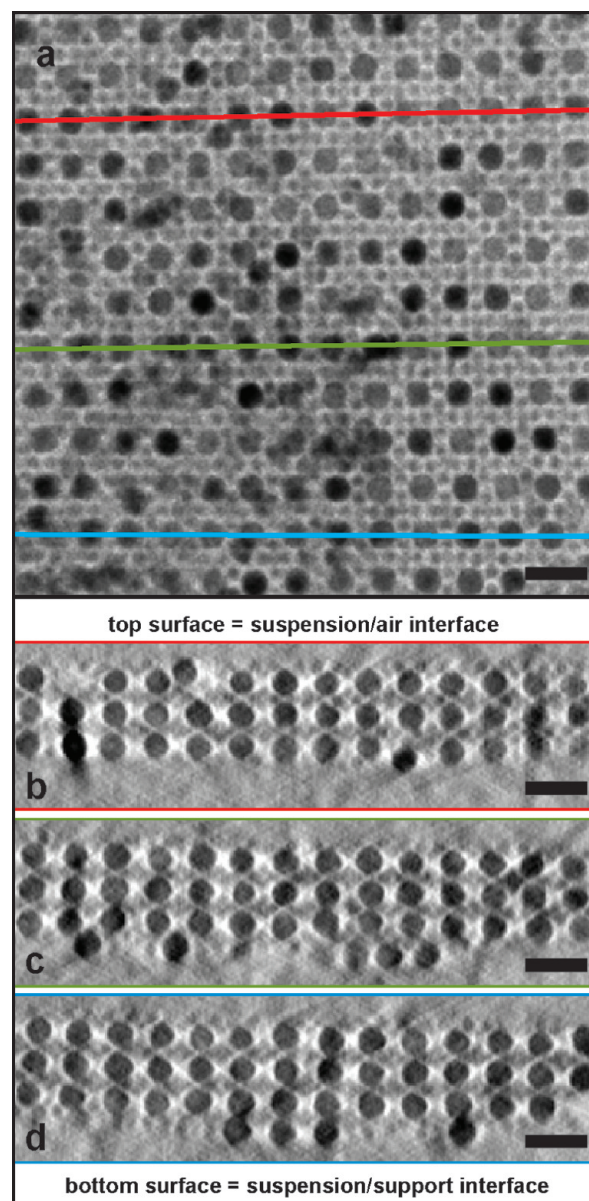 a
top surface = suspension/air interface
b
c
d
bottom surface = suspension/support interface